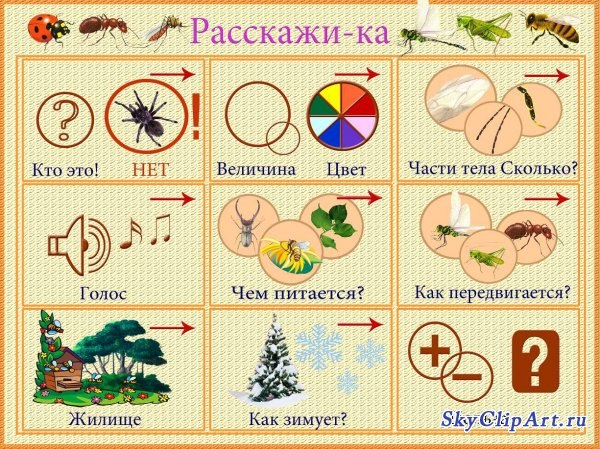 Расскажи-ка
Кто это! НЕТ !
Величина Цвет
Части тела Сколько?
Голос
Чем питается?
Как передвигается?
Жилище
Как зимует?
?
SkyClipArt.ru